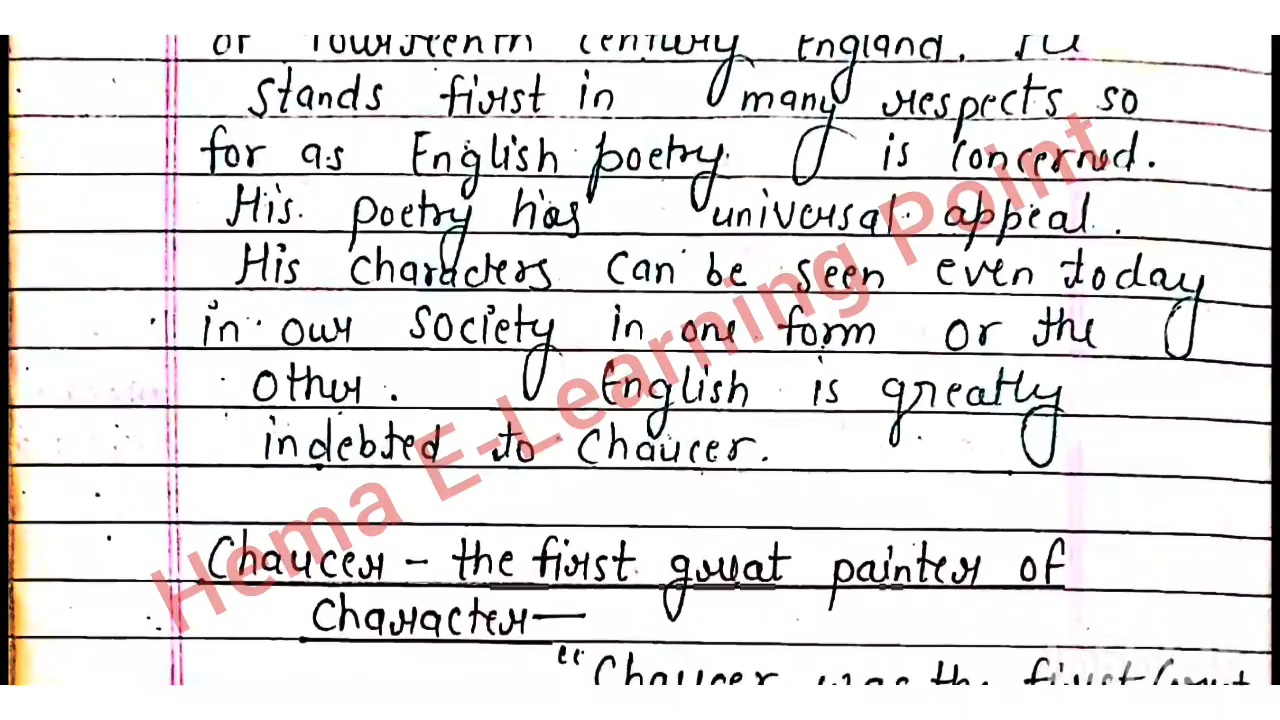 of fourteenth century England. He
stands first in many respects so
for as English poetry is concerned.
His poetry has universal appeal.
His characters can be seen even today
in our society in one form or the
other. English is greatly
indebted to Chaucer.
Chaucer - the first great painter of
Character—
"Chaucer was the first great
Hema E-Learning Point